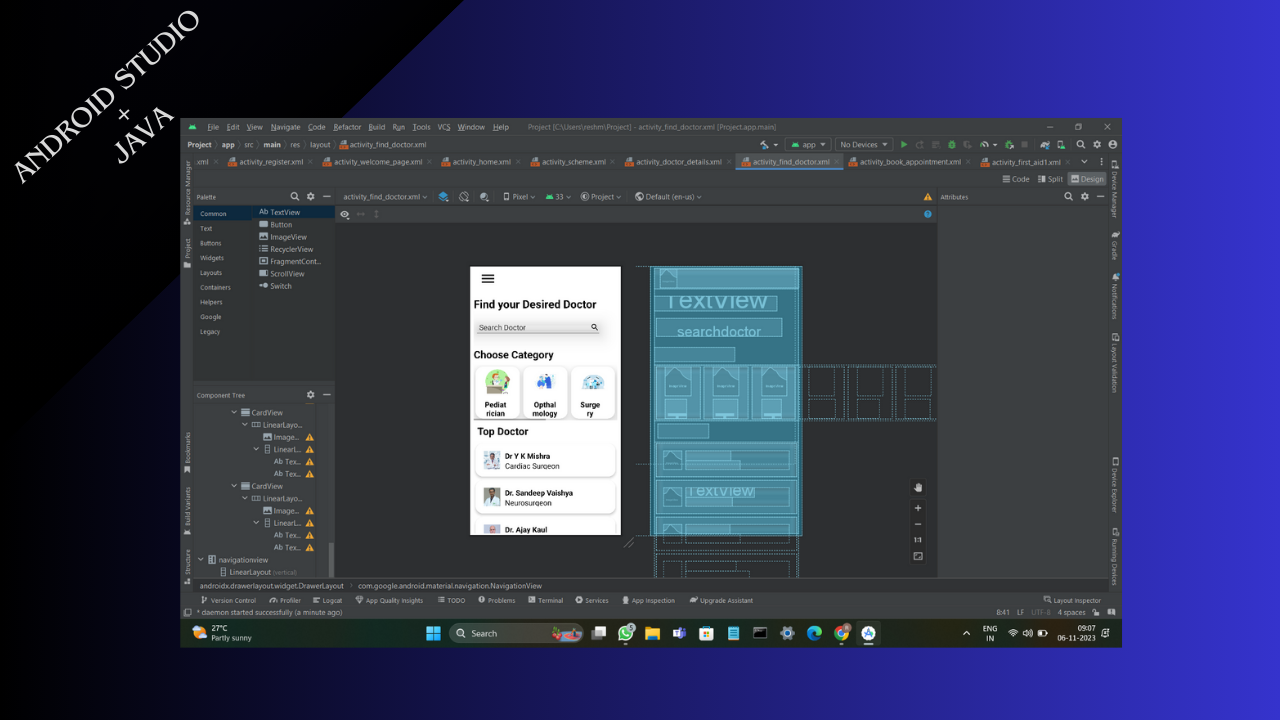 ANDROID STUDIO
+
JAVA
File Edit View Navigate Code Refactor Build Run Tools VCS Window Help Project [C:\Users\reshm\Project] - activity_find_doctor.xml [Project.app.main]
Project app src main res layout activity_find_doctor.xml
app No Devices
.xml activity_register.xml activity_welcome_page.xml activity_home.xml activity_scheme.xml activity_doctor_details.xml activity_find_doctor.xml activity_book_appointment.xml activity_first_aid1.xml
Code Split Design
Palette
activity_find_doctor.xml Pixel 33 Project Default (en-us)
Attributes
Common
Text
Buttons
Widgets
Layouts
Containers
Helpers
Google
Legacy
Ab TextView
Button
ImageView
RecyclerView
FragmentCont...
ScrollView
Switch
Component Tree
CardView
LinearLayo...
Image...
LinearL...
Ab Tex...
Ab Tex...
CardView
LinearLayo...
Image...
LinearL...
Ab Tex...
Ab Tex...
navigationview
LinearLayout (vertical)
Find your Desired Doctor
Search Doctor
Choose Category
Pediat
rician
Opthal
mology
Surge
ry
Top Doctor
Dr Y K Mishra
Cardiac Surgeon
Dr. Sandeep Vaishya
Neurosurgeon
Dr. Ajay Kaul
TextView
searchdoctor
TextView
1:1
Resource Manager
Project
Bookmarks
Build Variants
Structure
Device Manager
Gradle
Notifications
Layout Validation
Device Explorer
Running Devices
androidx.drawerlayout.widget.DrawerLayout com.google.android.material.navigation.NavigationView
Version Control Profiler Logcat App Quality Insights TODO Problems Terminal Services App Inspection Upgrade Assistant Layout Inspector
* daemon started successfully (a minute ago) 8:41 LF UTF-8 4 spaces
27°C
Partly sunny
Search
ENG
IN
09:07
06-11-2023